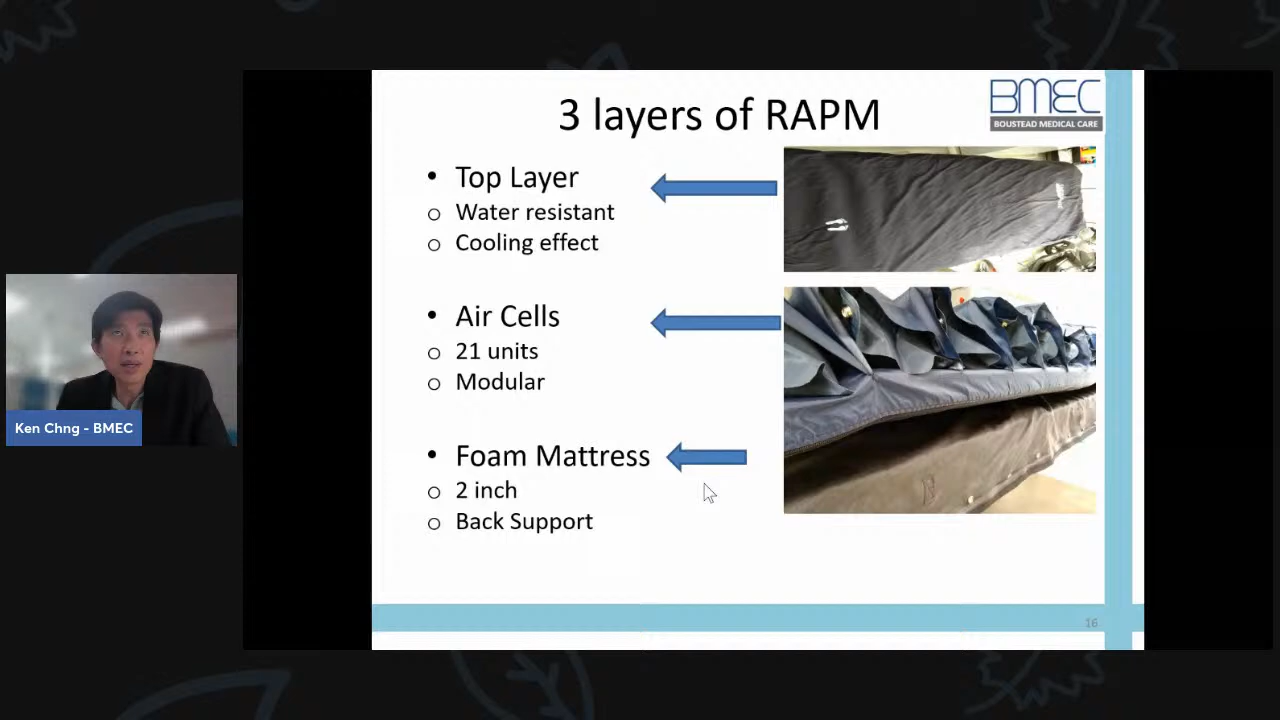 3 layers of RAPM
BMEC
BOUSTEAD MEDICAL CARE
• Top Layer
o Water resistant
o Cooling effect
• Air Cells
o 21 units
o Modular
• Foam Mattress
o 2 inch
o Back Support
Ken Chng - BMEC
16